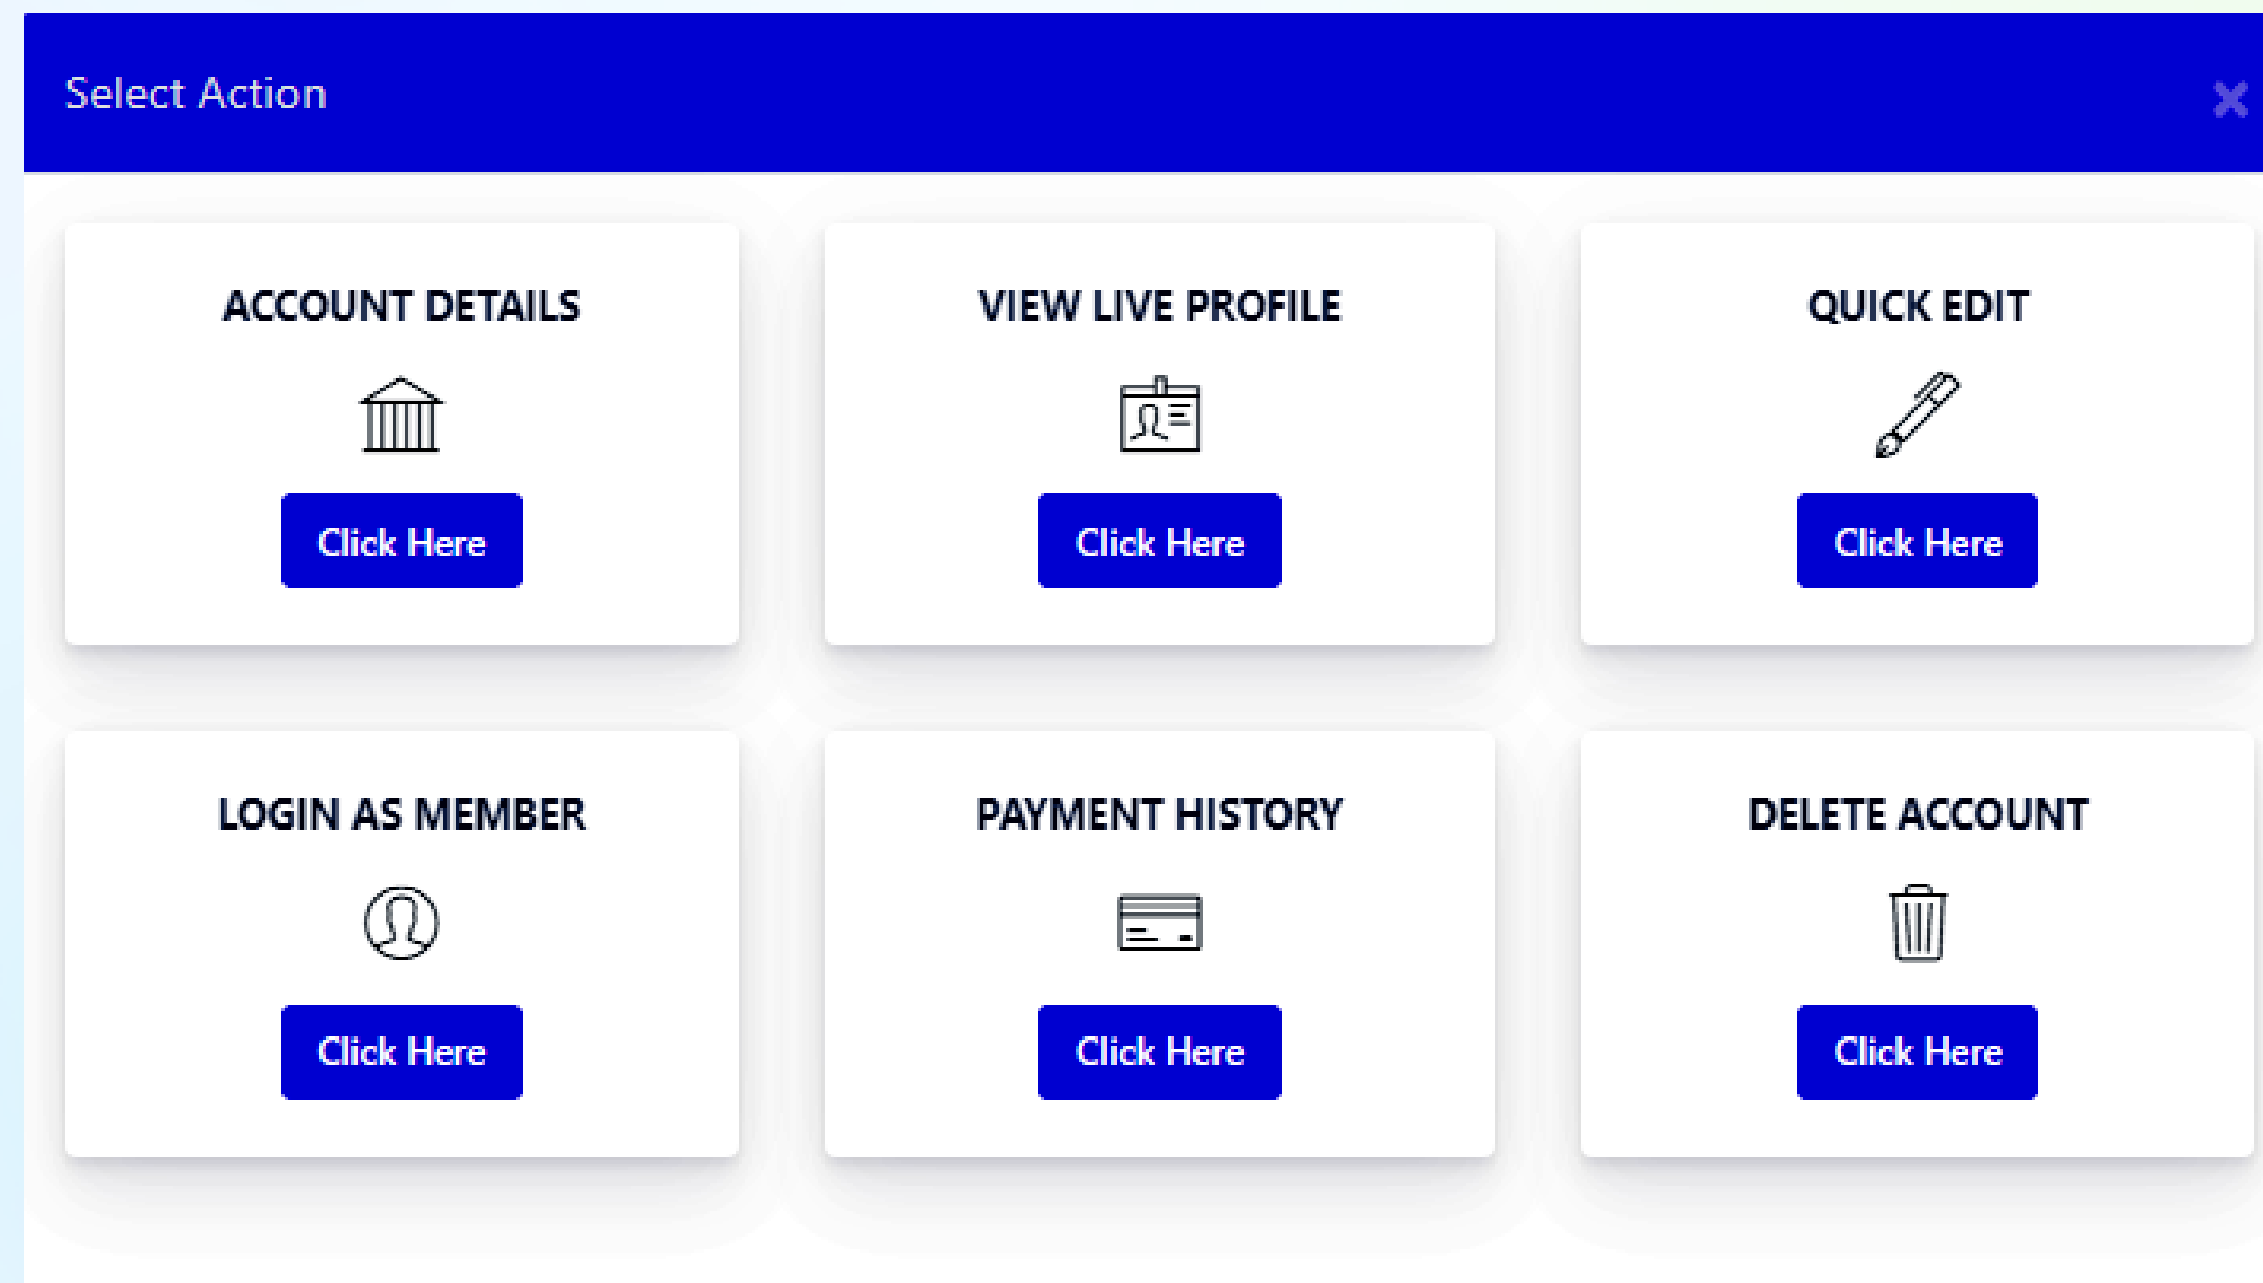 Select Action
ACCOUNT DETAILS
VIEW LIVE PROFILE
QUICK EDIT
Click Here
Click Here
Click Here
LOGIN AS MEMBER
PAYMENT HISTORY
DELETE ACCOUNT
Click Here
Click Here
Click Here